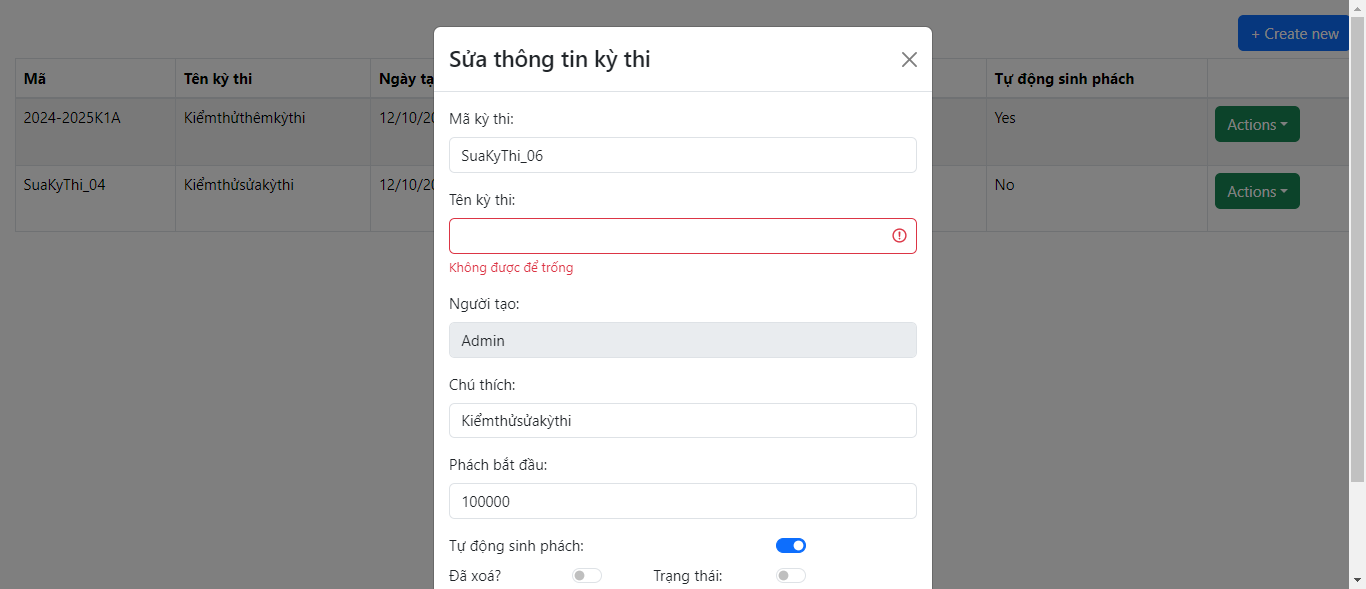 + Create new
Mã Tên kỳ thi Ngày tạ Tự động sinh phách
2024-2025K1A Kiểmthửthêmkỳthi 12/10/20 Yes Actions
SuaKyThi_04 Kiểmthửsửakỳthi 12/10/20 No Actions
Sửa thông tin kỳ thi
Mã kỳ thi:
SuaKyThi_06
Tên kỳ thi:
Không được để trống
Người tạo:
Admin
Chú thích:
Kiểmthửsửakỳthi
Phách bắt đầu:
100000
Tự động sinh phách:
Đã xoá? Trạng thái: